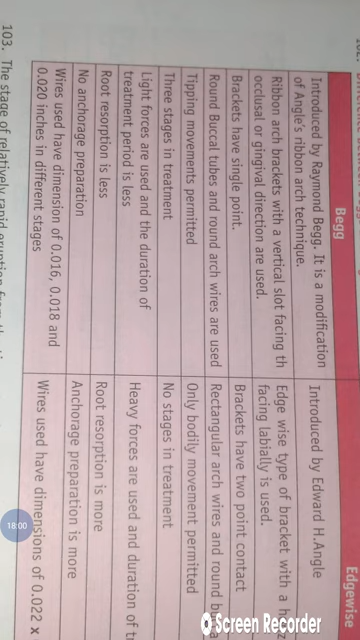 Begg
Edgewise
Introduced by Raymond Begg. It is a modification
of Angle's ribbon arch technique.
Introduced by Edward H.Angle
Ribbon arch brackets with a vertical slot facing
occlusal or gingival direction are used.
Edge wise type of bracket with a
facing labially is used.
Brackets have single point.
Brackets have two point contact
Round Buccal tubes and round arch wires are used
Rectangular arch wires and round
Tipping movements permitted
Only bodily movement permitted
Three stages in treatment
No stages in treatment
Light forces are used and the duration of
treatment period is less
Heavy forces are used and duration of
Root resorption is less
Root resorption is more
No anchorage preparation
Anchorage preparation is more
Wires used have dimension of 0.016, 0.018 and
0.020 inches in different stages
Wires used have dimensions of 0.022 x
103. The stage of relatively rapid eruption from
18:00
Screen Recorder